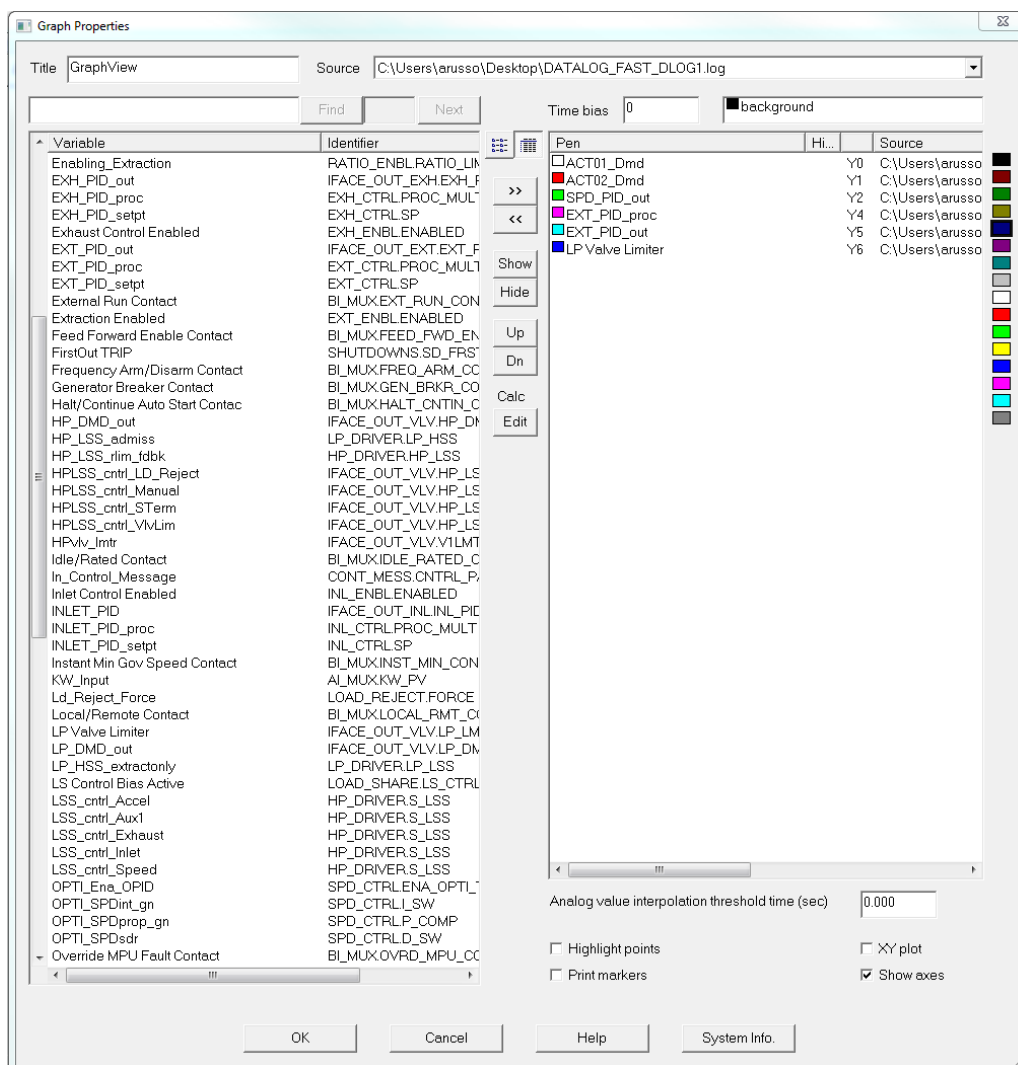 Graph Properties
Title GraphView Source C:\Users\arusso\Desktop\DATALOG_FAST_DLOG1.log
Find Next Time bias 0 background
Variable Identifier
Enabling_Extraction RATIO_ENBL.RATIO_LIM
EXH_PID_out IFACE_OUT_EXH.EXH_F
EXH_PID_proc EXH_CTRL.PROC_MULT
EXH_PID_setpt EXH_CTRL.SP
Exhaust Control Enabled EXH_ENBL.ENABLED
EXT_PID_out IFACE_OUT_EXT.EXT_F
EXT_PID_proc EXT_CTRL.PROC_MULT
EXT_PID_setpt EXT_CTRL.SP
External Run Contact BI_MUX.EXT_RUN_CON
Extraction Enabled EXT_ENBL.ENABLED
Feed Forward Enable Contact BI_MUX.FEED_FWD_EN
FirstOut TRIP SHUTDOWNS.SD_FRST
Frequency Arm/Disarm Contact BI_MUX.FREQ_ARM_CC
Generator Breaker Contact BI_MUX.GEN_BRKR_CO
Halt/Continue Auto Start Contac BI_MUX.HALT_CNTIN_C
HP_DMD_out IFACE_OUT_VLV.HP_DM
HP_LSS_admiss LP_DRIVER.LP_HSS
HP_LSS_rlim_fdbk HP_DRIVER.HP_LSS
HPLSS_cntrl_LD_Reject IFACE_OUT_VLV.HP_LS
HPLSS_cntrl_Manual IFACE_OUT_VLV.HP_LS
HPLSS_cntrl_STerm IFACE_OUT_VLV.HP_LS
HPLSS_cntrl_VlvLim IFACE_OUT_VLV.HP_LS
HPvlv_lmtr IFACE_OUT_VLV.V1LMT
Idle/Rated Contact BI_MUX.IDLE_RATED_C
In_Control_Message CONT_MESS.CNTRL_PA
Inlet Control Enabled INL_ENBL.ENABLED
INLET_PID IFACE_OUT_INL.INL_PID
INLET_PID_proc INL_CTRL.PROC_MULT
INLET_PID_setpt INL_CTRL.SP
Instant Min Gov Speed Contact BI_MUX.INST_MIN_CON
KW_Input AI_MUX.KW_PV
Ld_Reject_Force LOAD_REJECT.FORCE
Local/Remote Contact BI_MUX.LOCAL_RMT_CO
LP Valve Limiter IFACE_OUT_VLV.LP_LM
LP_DMD_out IFACE_OUT_VLV.LP_DM
LP_HSS_extractonly LP_DRIVER.LP_LSS
LS Control Bias Active LOAD_SHARE.LS_CTRL
LSS_cntrl_Accel HP_DRIVER.S_LSS
LSS_cntrl_Aux1 HP_DRIVER.S_LSS
LSS_cntrl_Exhaust HP_DRIVER.S_LSS
LSS_cntrl_Inlet HP_DRIVER.S_LSS
LSS_cntrl_Speed HP_DRIVER.S_LSS
OPTI_Ena_OPID SPD_CTRL.ENA_OPTI_T
OPTI_SPDint_gn SPD_CTRL.I_SW
OPTI_SPDprop_gn SPD_CTRL.P_COMP
OPTI_SPDsdr SPD_CTRL.D_SW
Override MPU Fault Contact BI_MUX.OVRD_MPU_CC
>>
<<
Show
Hide
Up
Dn
Calc
Edit
Pen Hi... Source
ACT01_Dmd Y0 C:\Users\arusso
ACT02_Dmd Y1 C:\Users\arusso
SPD_PID_out Y2 C:\Users\arusso
EXT_PID_proc Y4 C:\Users\arusso
EXT_PID_out Y5 C:\Users\arusso
LP Valve Limiter Y6 C:\Users\arusso
Analog value interpolation threshold time (sec) 0.000
Highlight points XY plot
Print markers Show axes
OK Cancel Help System Info.